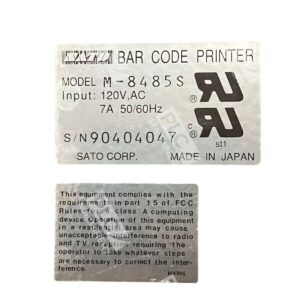 SATO BAR CODE PRINTER
MODEL M-8485S
Input: 120V,AC
7A 50/60Hz
S/N 90404047
c
st1
SATO CORP. MADE IN JAPAN
This equipment complies with the
requirements in part 15 of FCC
Rules for a class A computing
device. Operation of this equipment
in a residential area may cause
unacceptable interference to radio
and TV reception requiring the
operator to take whatever steps
are necessary to correct the inter-
ference.